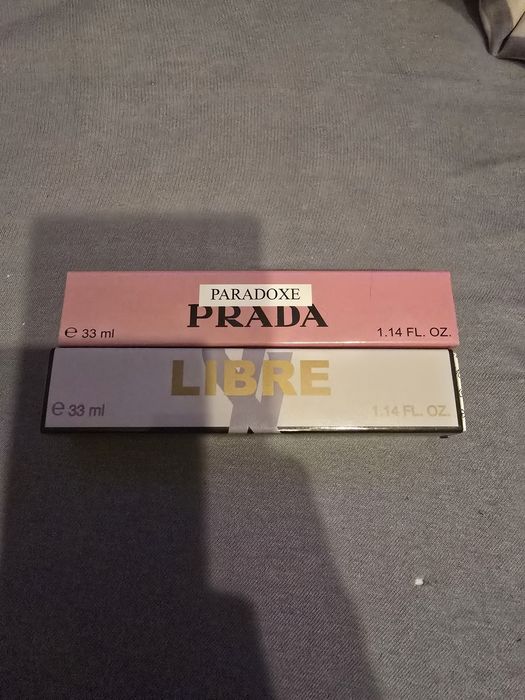 PARADOXE
PRADA
℮ 33 ml 1.14 FL. OZ.
LIBRE
℮ 33 ml 1.14 FL. OZ.